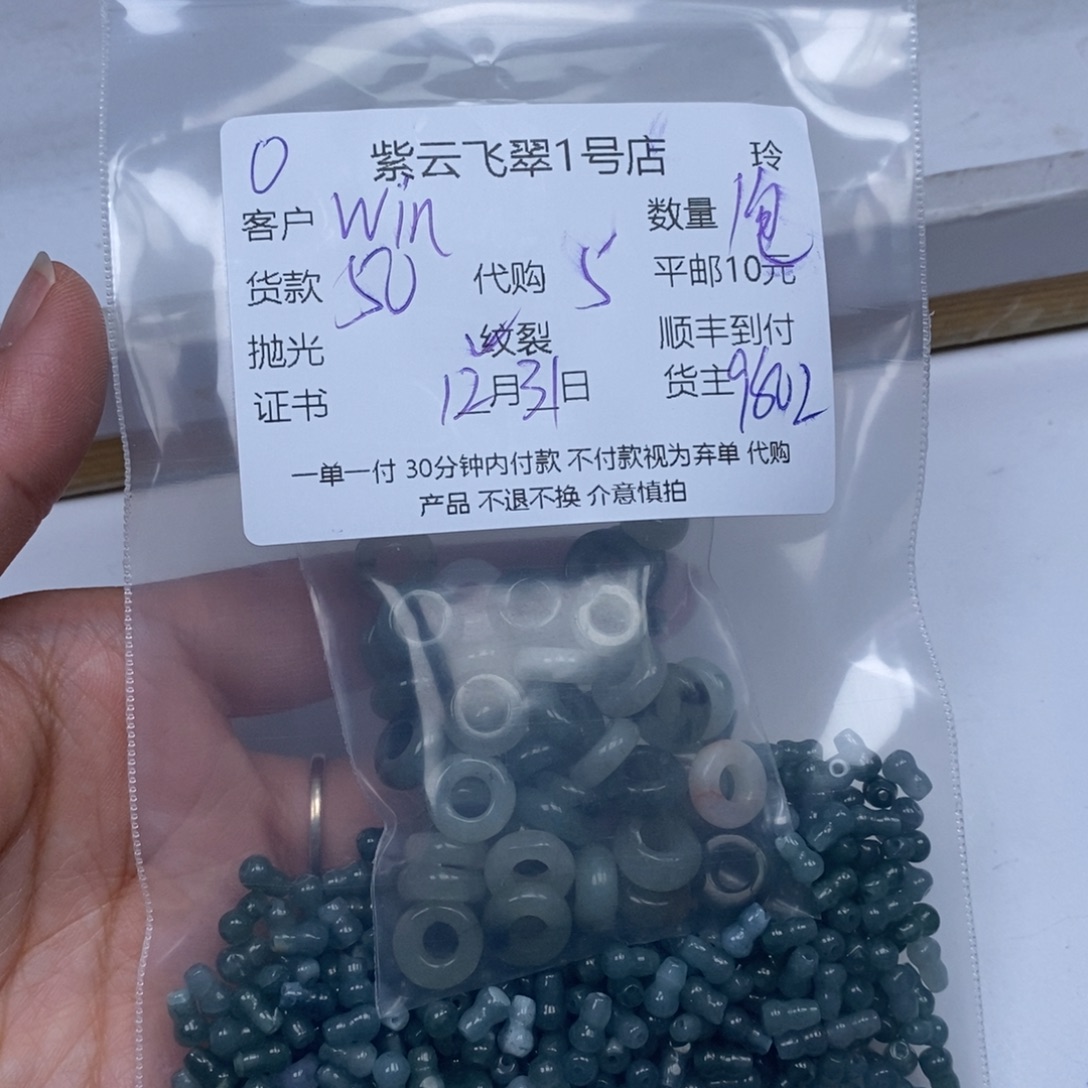 0 紫云飞翠1号店 玲
客户 Win 数量 1包
货款 50 代购 5 平邮10元
抛光 纹裂 顺丰到付
证书 12月31日 货主9802
一单一付 30分钟内付款 不付款视为弃单 代购
产品 不退不换 介意慎拍